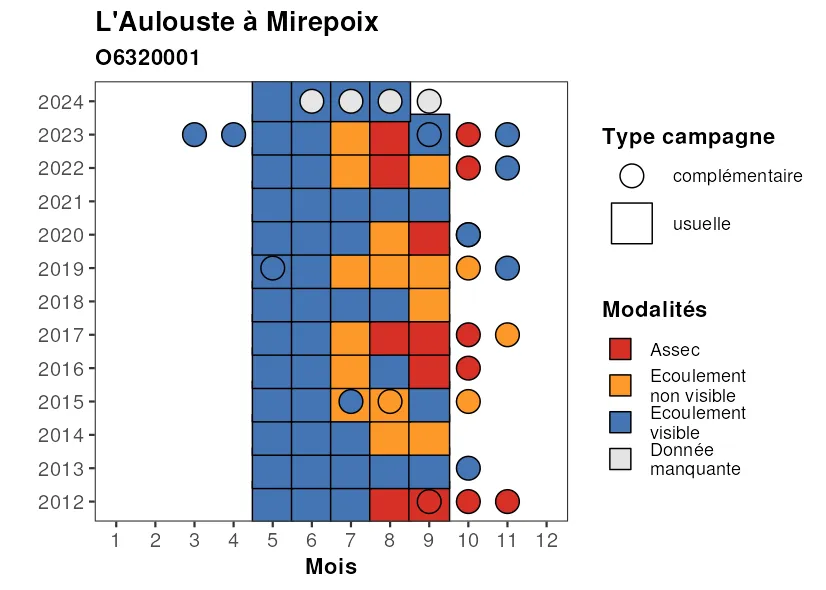 L'Aulouste à Mirepoix
O6320001
2024
2023
2022
2021
2020
2019
2018
2017
2016
2015
2014
2013
2012
1 2 3 4 5 6 7 8 9 10 11 12
Mois
Type campagne
complémentaire
usuelle
Modalités
Assec
Ecoulement
non visible
Ecoulement
visible
Donnée
manquante